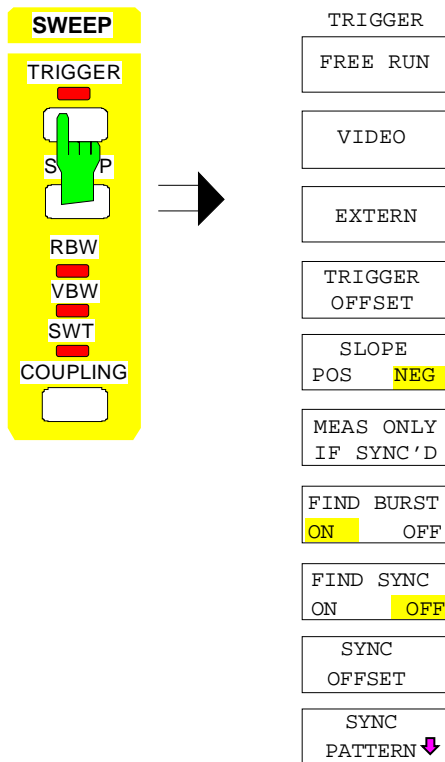 SWEEP
TRIGGER
RBW
VBW
SWT
COUPLING
TRIGGER
FREE RUN
VIDEO
EXTERN
TRIGGER
OFFSET
SLOPE
POS NEG
MEAS ONLY
IF SYNC'D
FIND BURST
ON OFF
FIND SYNC
ON OFF
SYNC
OFFSET
SYNC
PATTERN